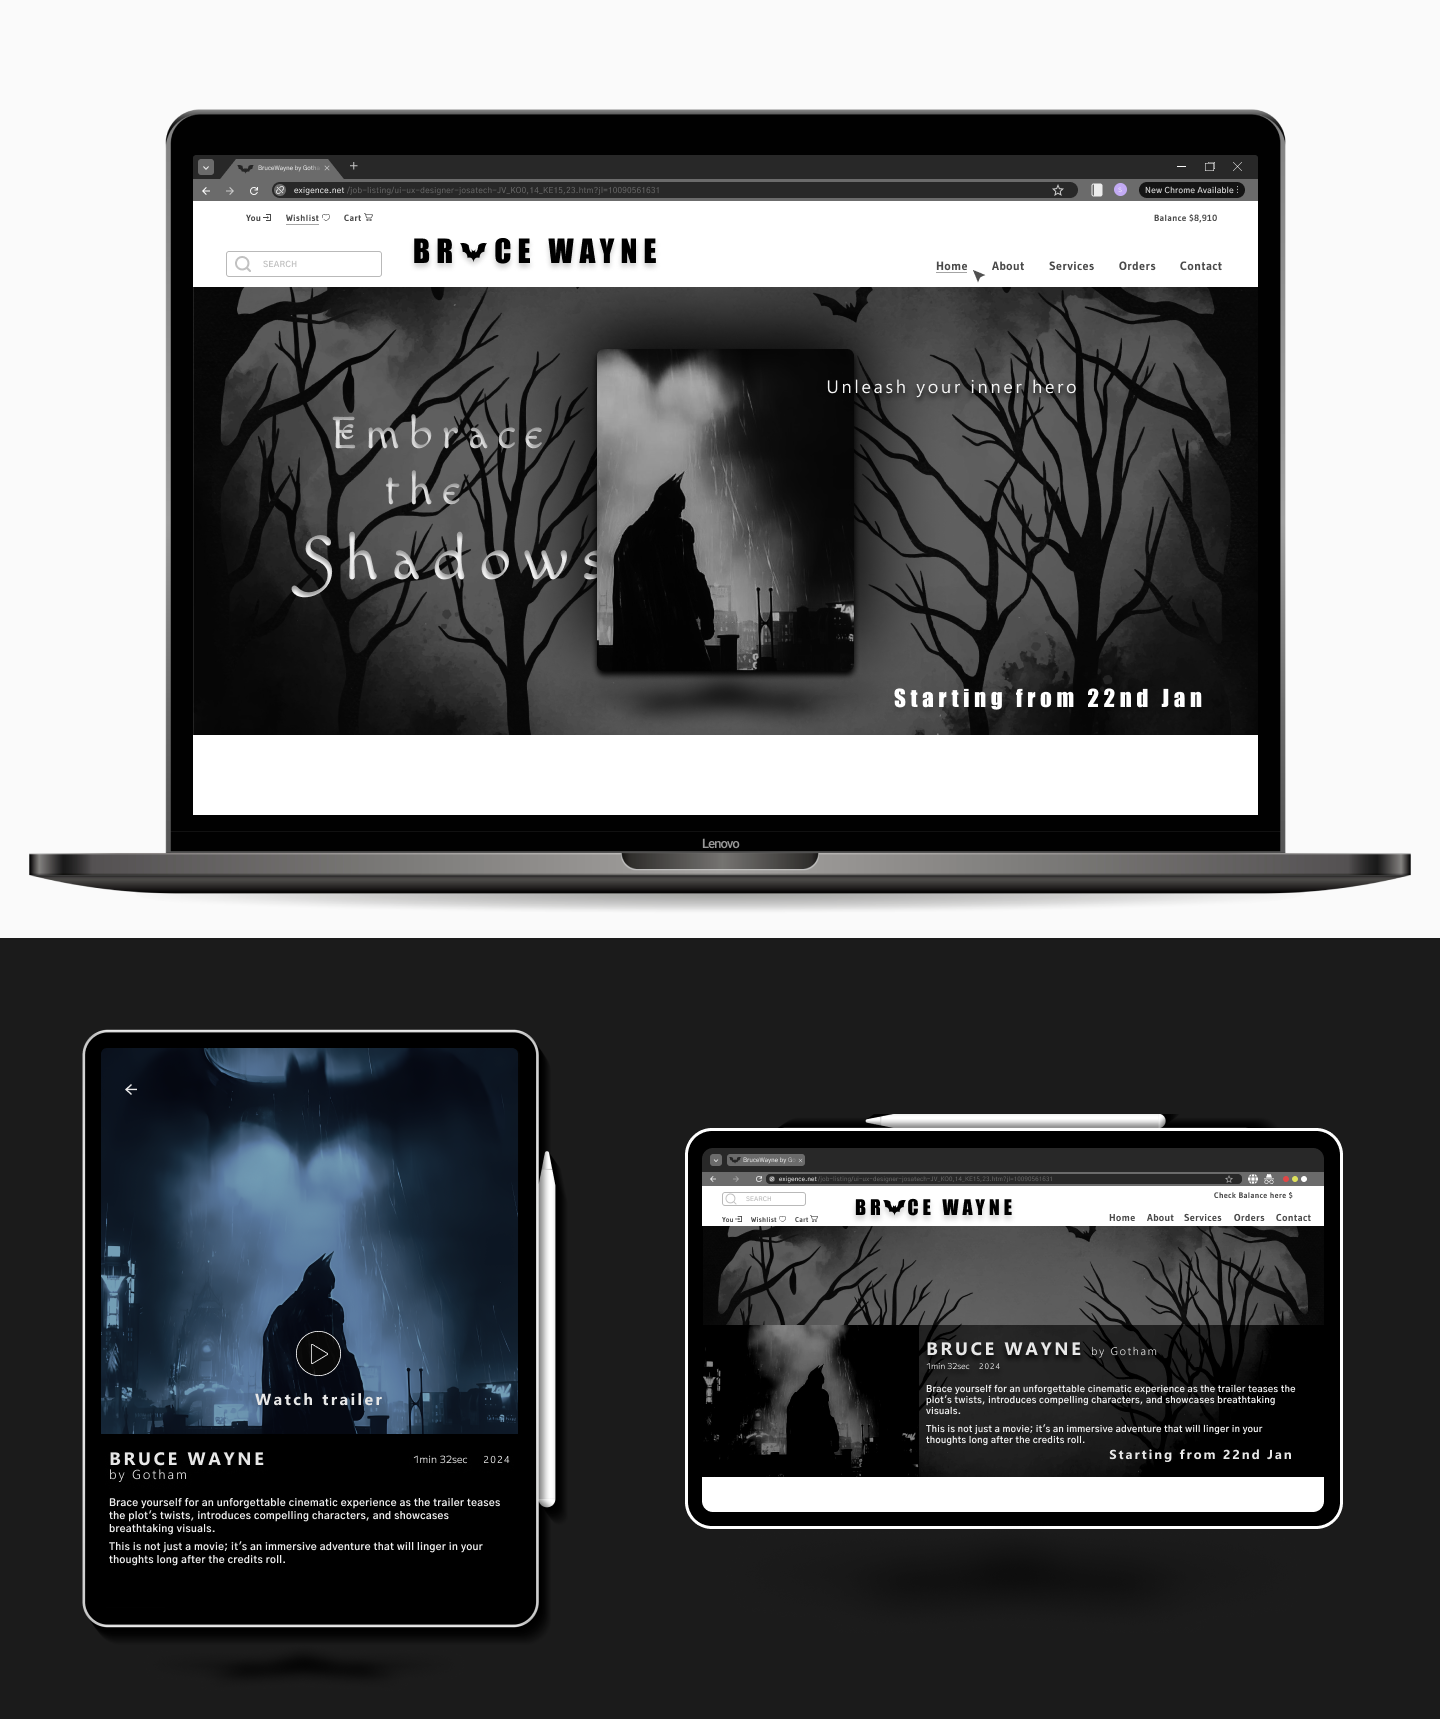 BruceWayne by Goth
New Chrome Available
exigence.net /job-listing/ui-ux-designer-josatech-JV_KO0,14_KE15,23.htm?jl=10090561631
You Wishlist Cart
Balance $8,910
BRUCE WAYNE
SEARCH
Home About Services Orders Contact
Unleash your inner hero
Embrace
the
Shadows
Starting from 22nd Jan
Lenovo
Watch trailer
BRUCE WAYNE
1min 32sec 2024
by Gotham
Brace yourself for an unforgettable cinematic experience as the trailer teases
the plot's twists, introduces compelling characters, and showcases
breathtaking visuals.
This is not just a movie; it's an immersive adventure that will linger in your
thoughts long after the credits roll.
BruceWayne by G
exigence.net /job-listing/ui-ux-designer-josatech-JV_KO0,14_KE15,23.htm?jl=10090561631
SEARCH
Check Balance here $
BRUCE WAYNE
You Wishlist Cart
Home About Services Orders Contact
BRUCE WAYNE by Gotham
1min 32sec 2024
Brace yourself for an unforgettable cinematic experience as the trailer teases the
plot's twists, introduces compelling characters, and showcases breathtaking
visuals.
This is not just a movie; it's an immersive adventure that will linger in your
thoughts long after the credits roll.
Starting from 22nd Jan